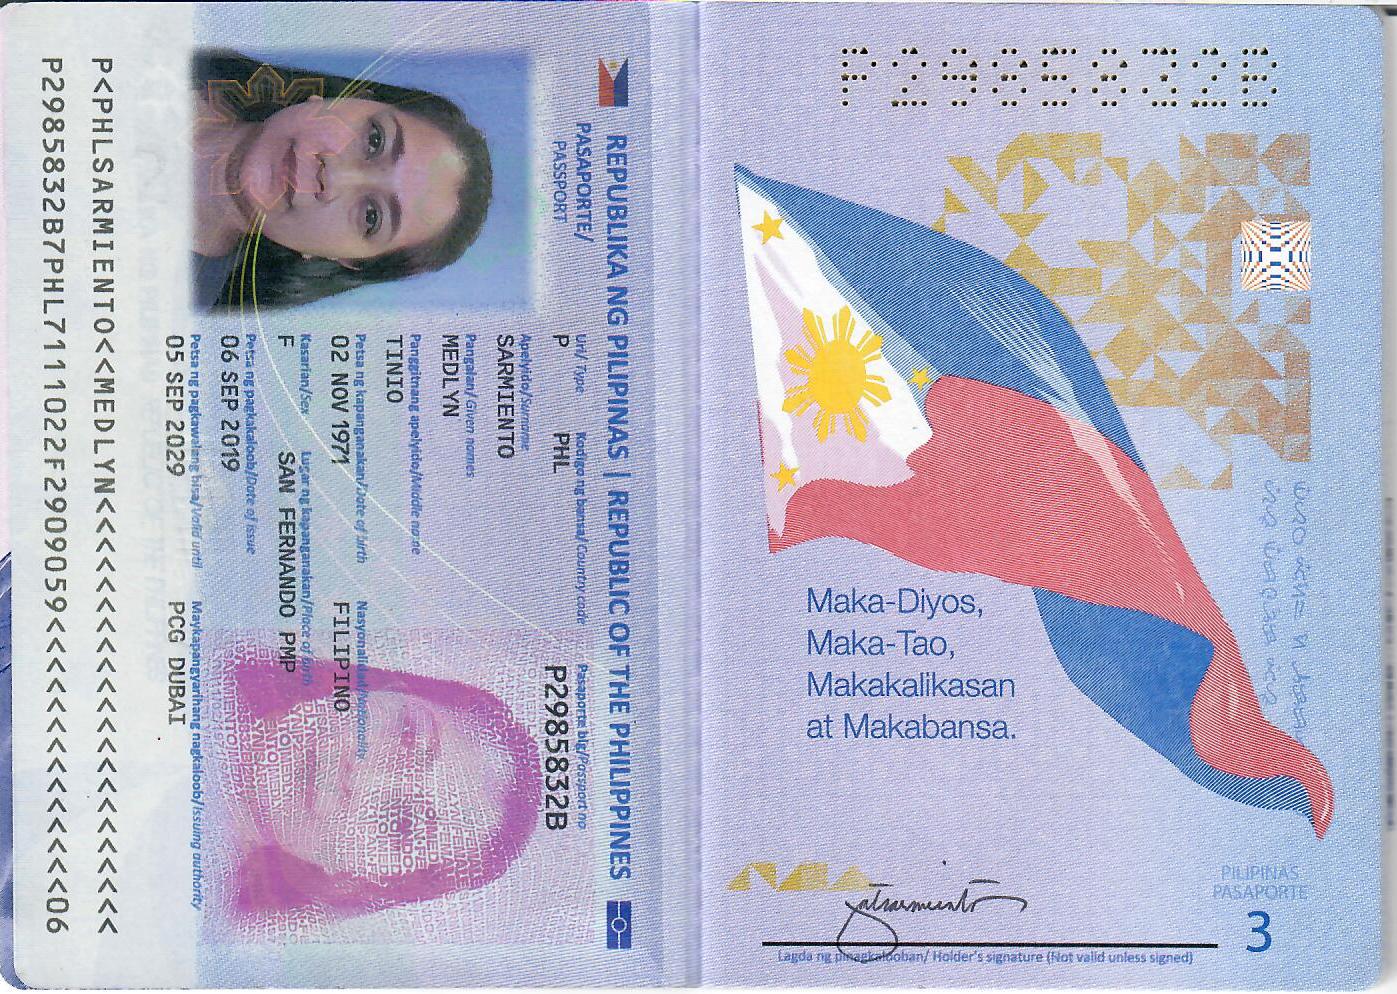 REPUBLIKA NG PILIPINAS | REPUBLIC OF THE PHILIPPINES
PASAPORTE/
PASSPORT
Uri/ Type
Kodigo ng bansa/Country code
Pasaporte blg/Passport no
P
PHL
P2985832B
Apelyido/Surname
SARMIENTO
Pangalan/Given names
MEDLYN
Panggitnang apelyido/Middle name
TINIO
Petsa ng kapanganakan/Date of birth
Nasyonalidad/Nationality
02 NOV 1971
FILIPINO
Kasarian/Sex
Lugar ng kapanganakan/Place of birth
F
SAN FERNANDO PMP
Petsa ng pagkakaloob/Date of issue
06 SEP 2019
Petsa ng pagkawalang bisa/Valid until
Maykapangyarihang nagkaloob/Issuing authority
05 SEP 2029
PCG DUBAI
P<PHLSARMIENTO<<MEDLYN<<<<<<<<<<<<<<<<<<<<<<
P2985832B7PHL7111022F2909059<<<<<<<<<<<<<<06
P2985832B
Maka-Diyos,
Maka-Tao,
Makakalikasan
at Makabansa.
PILIPINAS
PASAPORTE
3
Lagda ng pinagkalooban/ Holder's signature (Not valid unless signed)